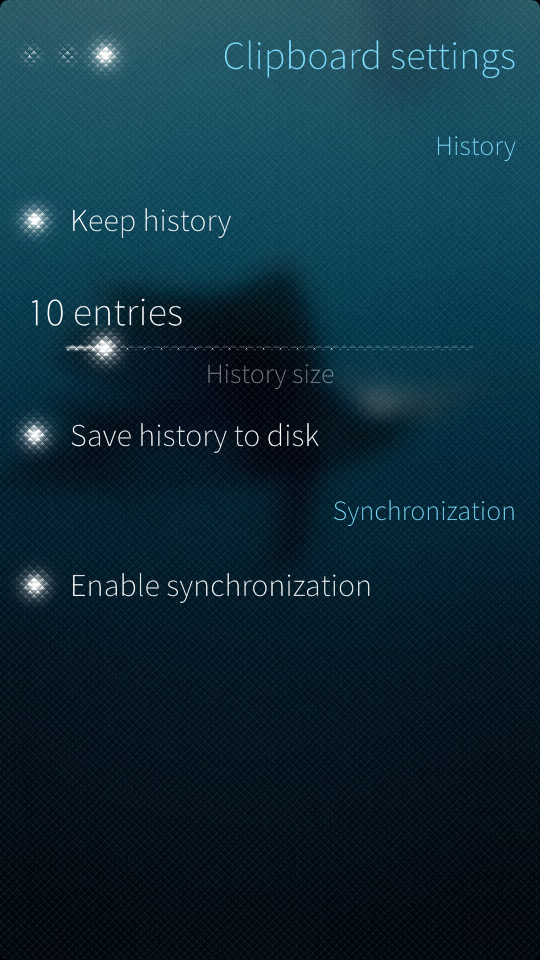 Clipboard settings
History
Keep history
10 entries
History size
Save history to disk
Synchronization
Enable synchronization